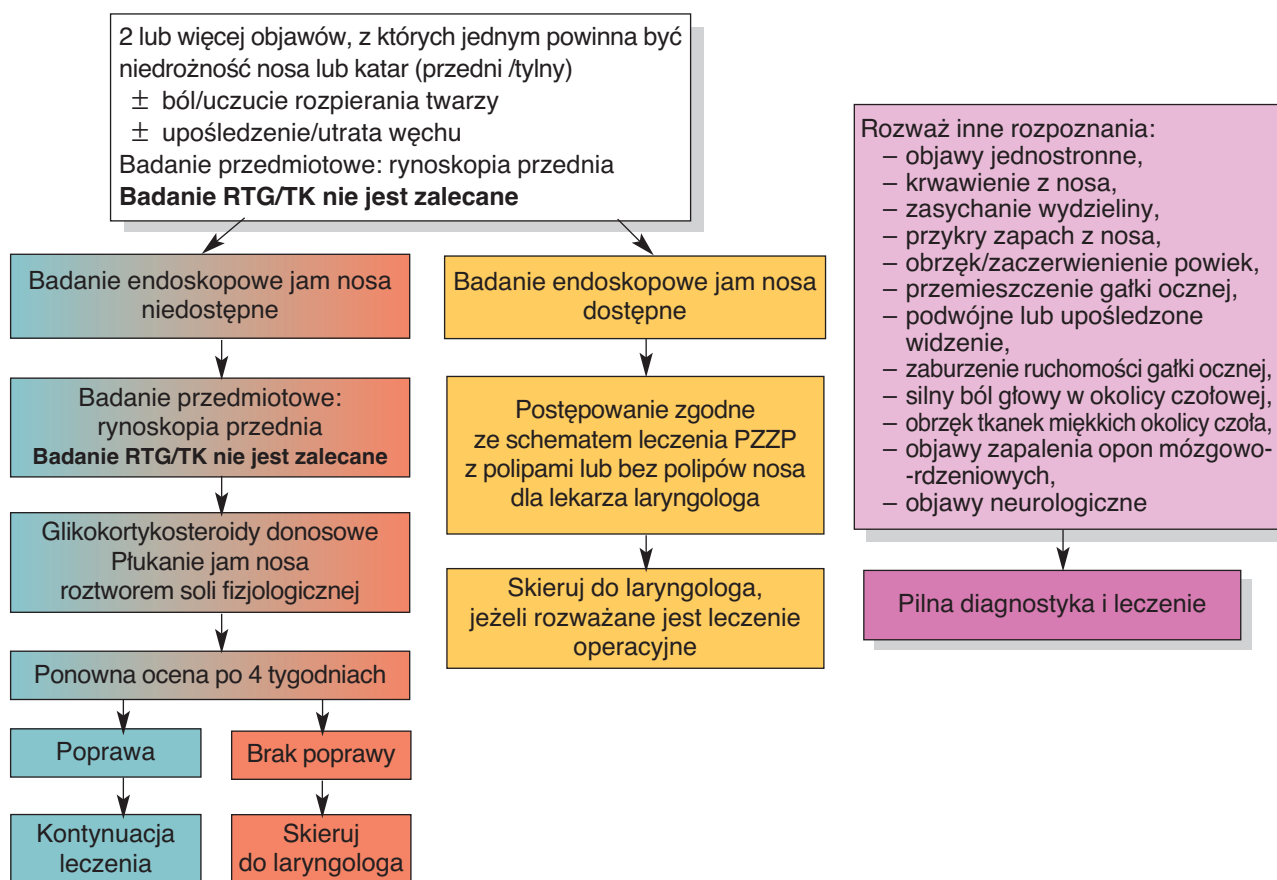 2 lub więcej objawów, z których jednym powinna być
niedrożność nosa lub katar (przedni /tylny)
± ból/uczucie rozpierania twarzy
± upośledzenie/utrata węchu
Badanie przedmiotowe: rynoskopia przednia
Badanie RTG/TK nie jest zalecane
Badanie endoskopowe jam nosa
niedostępne
Badanie przedmiotowe:
rynoskopia przednia
Badanie RTG/TK nie jest zalecane
Glikokortykosteroidy donosowe
Płukanie jam nosa
roztworem soli fizjologicznej
Ponowna ocena po 4 tygodniach
Poprawa
Kontynuacja
leczenia
Brak poprawy
Skieruj
do laryngologa
Badanie endoskopowe jam nosa
dostępne
Postępowanie zgodne
ze schematem leczenia PZZP
z polipami lub bez polipów nosa
dla lekarza laryngologa
Skieruj do laryngologa,
jeżeli rozważane jest leczenie
operacyjne
Rozważ inne rozpoznania:
– objawy jednostronne,
– krwawienie z nosa,
– zasychanie wydzieliny,
– przykry zapach z nosa,
– obrzęk/zaczerwienienie powiek,
– przemieszczenie gałki ocznej,
– podwójne lub upośledzone
widzenie,
– zaburzenie ruchomości gałki ocznej,
– silny ból głowy w okolicy czołowej,
– obrzęk tkanek miękkich okolicy czoła,
– objawy zapalenia opon mózgowo-
-rdzeniowych,
– objawy neurologiczne
Pilna diagnostyka i leczenie